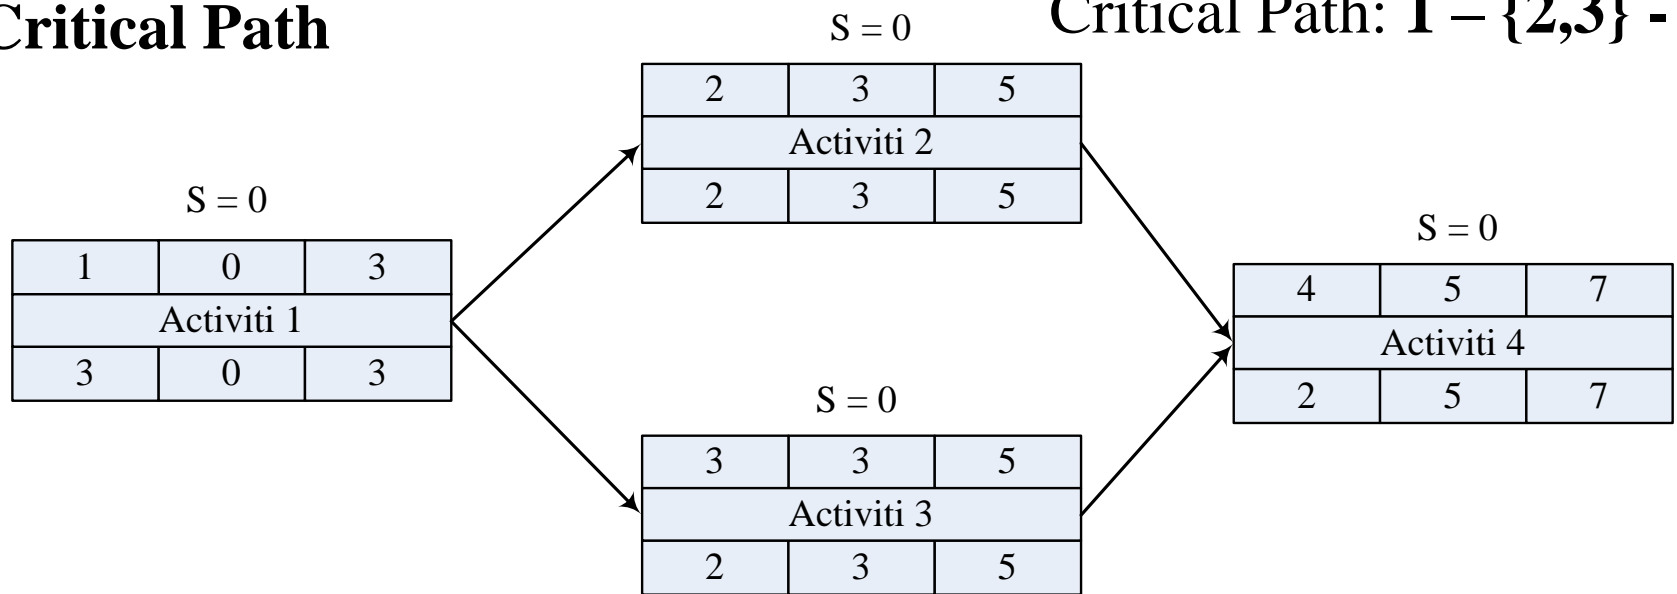 Critical Path
Critical Path: 1 – {2,3} -
S = 0
2 3 5
Activiti 2
2 3 5
S = 0
1 0 3
Activiti 1
3 0 3
S = 0
3 3 5
Activiti 3
2 3 5
S = 0
4 5 7
Activiti 4
2 5 7